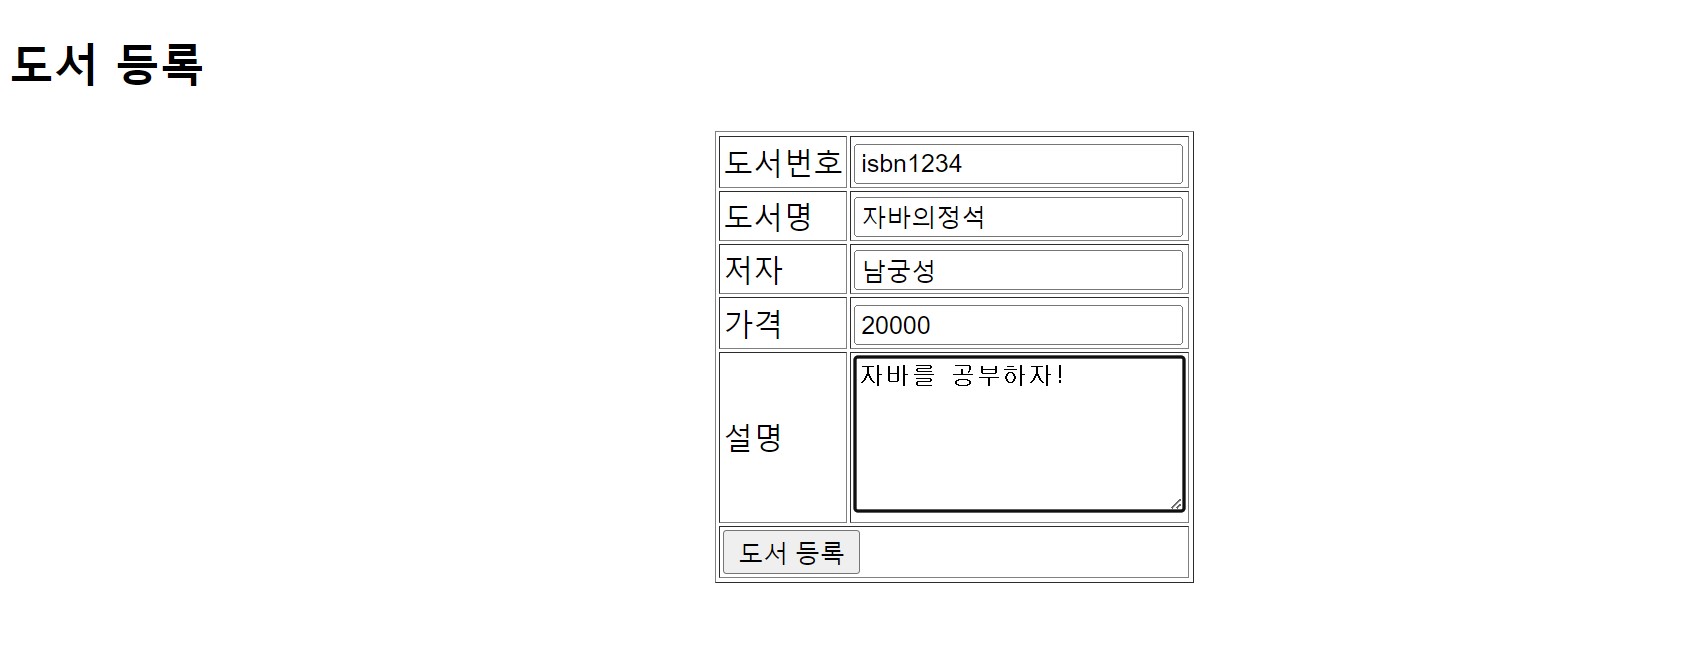 도서 등록
도서번호 isbn1234
도서명 자바의정석
저자 남궁성
가격 20000
설명 자바를 공부하자!
도서 등록